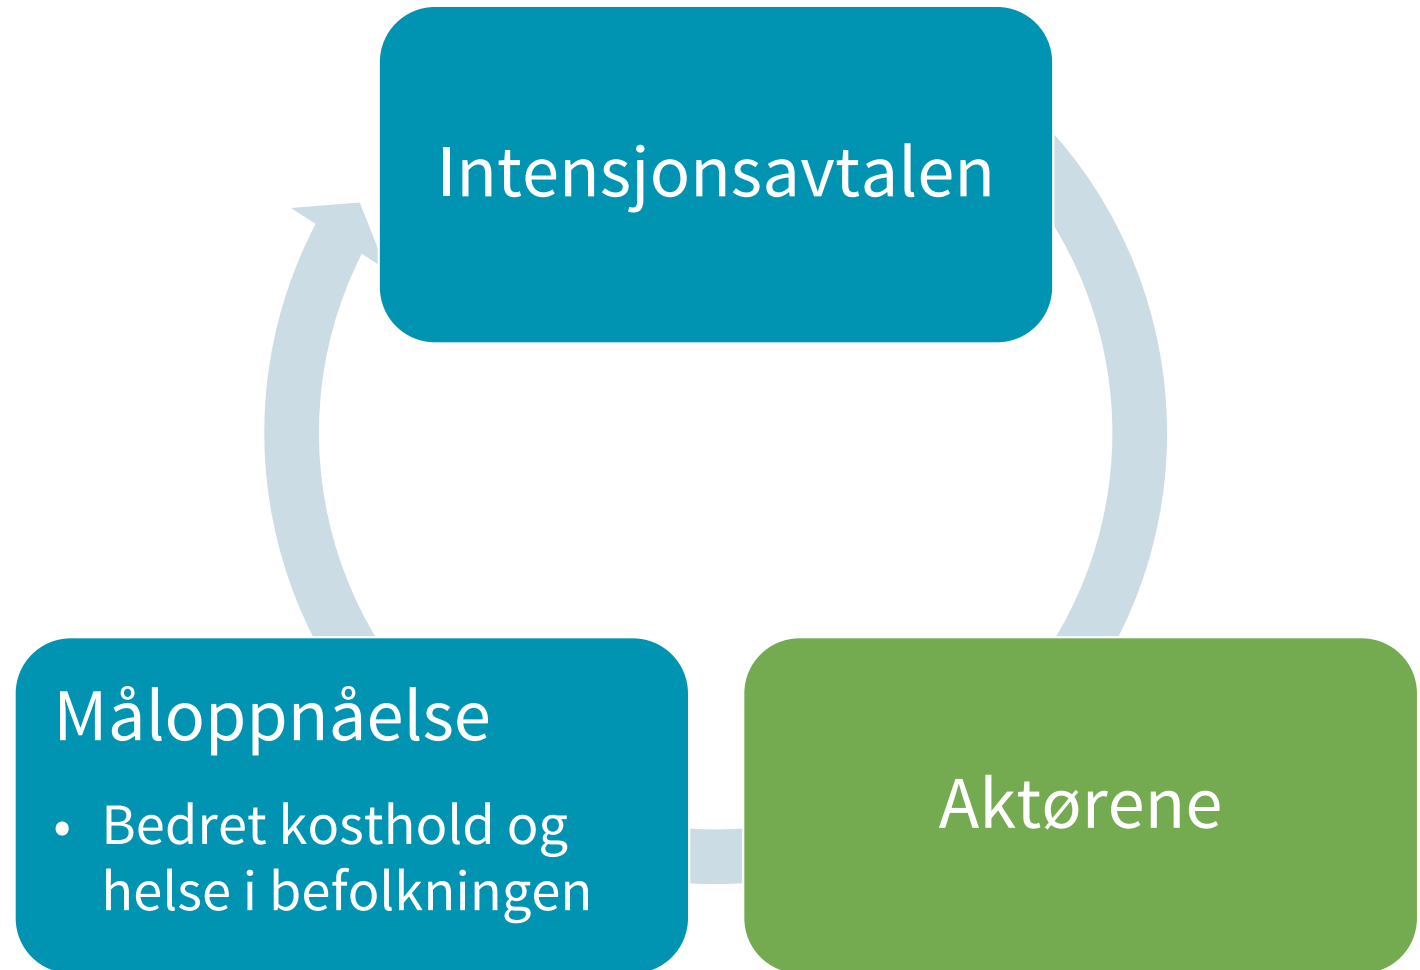 Intensjonsavtalen
Måloppnåelse
• Bedret kosthold og
helse i befolkningen
Aktørene